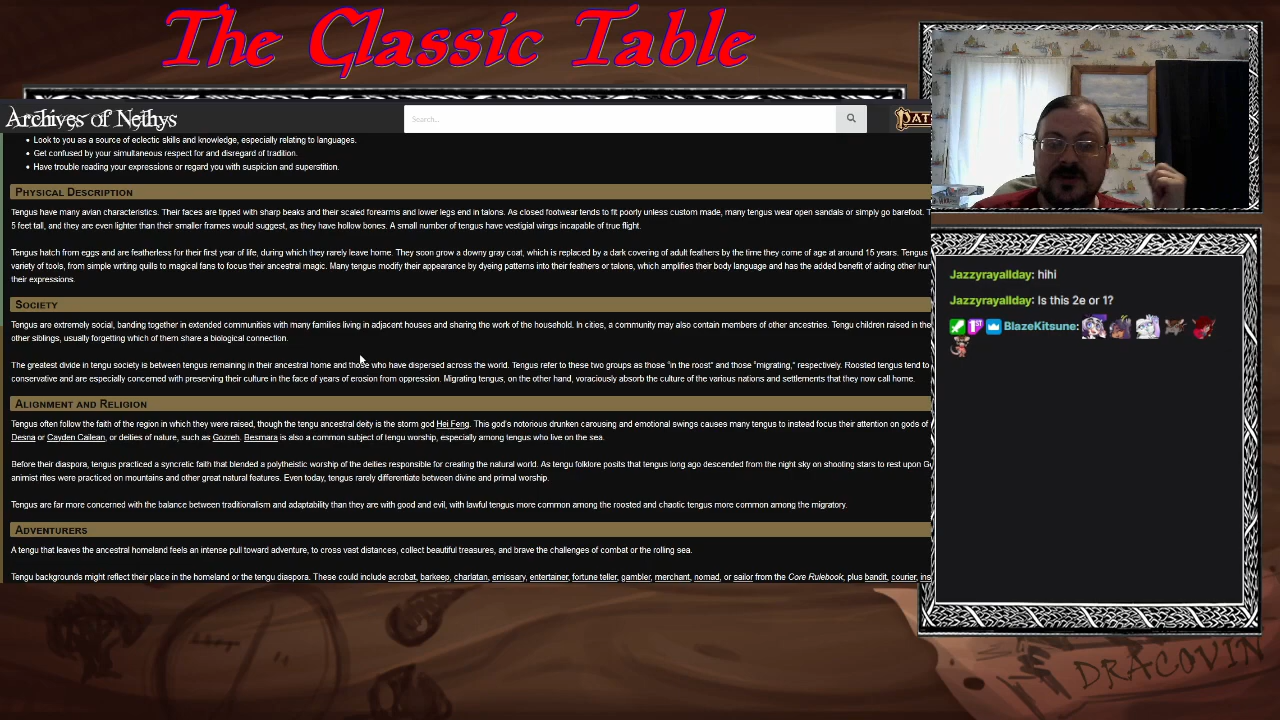 The Classic Table
Archives of Nethys
Search...
Look to you as a source of eclectic skills and knowledge, especially relating to languages.
Get confused by your simultaneous respect for and disregard of tradition.
Have trouble reading your expressions or regard you with suspicion and superstition.
Physical Description
Tengus have many avian characteristics. Their faces are tipped with sharp beaks and their scaled forearms and lower legs end in talons. As closed footwear tends to fit poorly unless custom made, many tengus wear open sandals or simply go barefoot. T
5 feet tall, and they are even lighter than their smaller frames would suggest, as they have hollow bones. A small number of tengus have vestigial wings incapable of true flight.
Tengus hatch from eggs and are featherless for their first year of life, during which they rarely leave home. They soon grow a downy gray coat, which is replaced by a dark covering of adult feathers by the time they come of age at around 15 years. Tengus
variety of tools, from simple writing quills to magical fans to focus their ancestral magic. Many tengus modify their appearance by dyeing patterns into their feathers or talons, which amplifies their body language and has the added benefit of aiding other hu
their expressions.
Society
Tengus are extremely social, banding together in extended communities with many families living in adjacent houses and sharing the work of the household. In cities, a community may also contain members of other ancestries. Tengu children raised in the
other siblings, usually forgetting which of them share a biological connection.
The greatest divide in tengu society is between tengus remaining in their ancestral home and those who have dispersed across the world. Tengus refer to these two groups as those "in the roost" and those "migrating," respectively. Roosted tengus tend to
conservative and are especially concerned with preserving their culture in the face of years of erosion from oppression. Migrating tengus, on the other hand, voraciously absorb the culture of the various nations and settlements that they now call home.
Alignment and Religion
Tengus often follow the faith of the region in which they were raised, though the tengu ancestral deity is the storm god Hei Feng. This god's notorious drunken carousing and emotional swings causes many tengus to instead focus their attention on gods of
Desna or Cayden Cailean, or deities of nature, such as Gozreh. Besmara is also a common subject of tengu worship, especially among tengus who live on the sea.
Before their diaspora, tengus practiced a syncretic faith that blended a polytheistic worship of the deities responsible for creating the natural world. As tengu folklore posits that tengus long ago descended from the night sky on shooting stars to rest upon G
animist rites were practiced on mountains and other great natural features. Even today, tengus rarely differentiate between divine and primal worship.
Tengus are far more concerned with the balance between traditionalism and adaptability than they are with good and evil, with lawful tengus more common among the roosted and chaotic tengus more common among the migratory.
Adventurers
A tengu that leaves the ancestral homeland feels an intense pull toward adventure, to cross vast distances, collect beautiful treasures, and brave the challenges of combat or the rolling sea.
Tengu backgrounds might reflect their place in the homeland or the tengu diaspora. These could include acrobat, barkeep, charlatan, emissary, entertainer, fortune teller, gambler, merchant, nomad, or sailor from the Core Rulebook, plus bandit, courier, ins
PAT
Jazzyrayallday: hihi
Jazzyrayallday: Is this 2e or 1?
1ST BlazeKitsune:
DRACOVIN